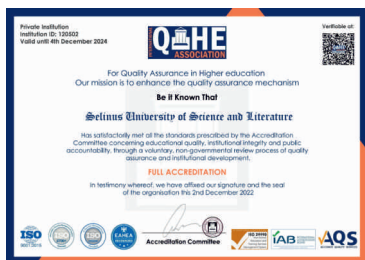 Private Institution
Institution ID: 120502
Valid until 4th December 2024
Verifiable at:
QAHE
ASSOCIATION
For Quality Assurance in Higher education
Our mission is to enhance the quality assurance mechanism
Be it Known That
Selinus University of Science and Literature
Has satisfactorily met all the standards prescribed by the Accreditation
Committee concerning educational quality, institutional integrity and public
accountability, through a voluntary, non-governmental review process of quality
assurance and institutional development.
FULL ACCREDITATION
In testimony whereof, we have affixed our signature and the seal
of the organisation this 2nd December 2022
ISO
EAHEA
Accreditation Committee
IAB
AQS